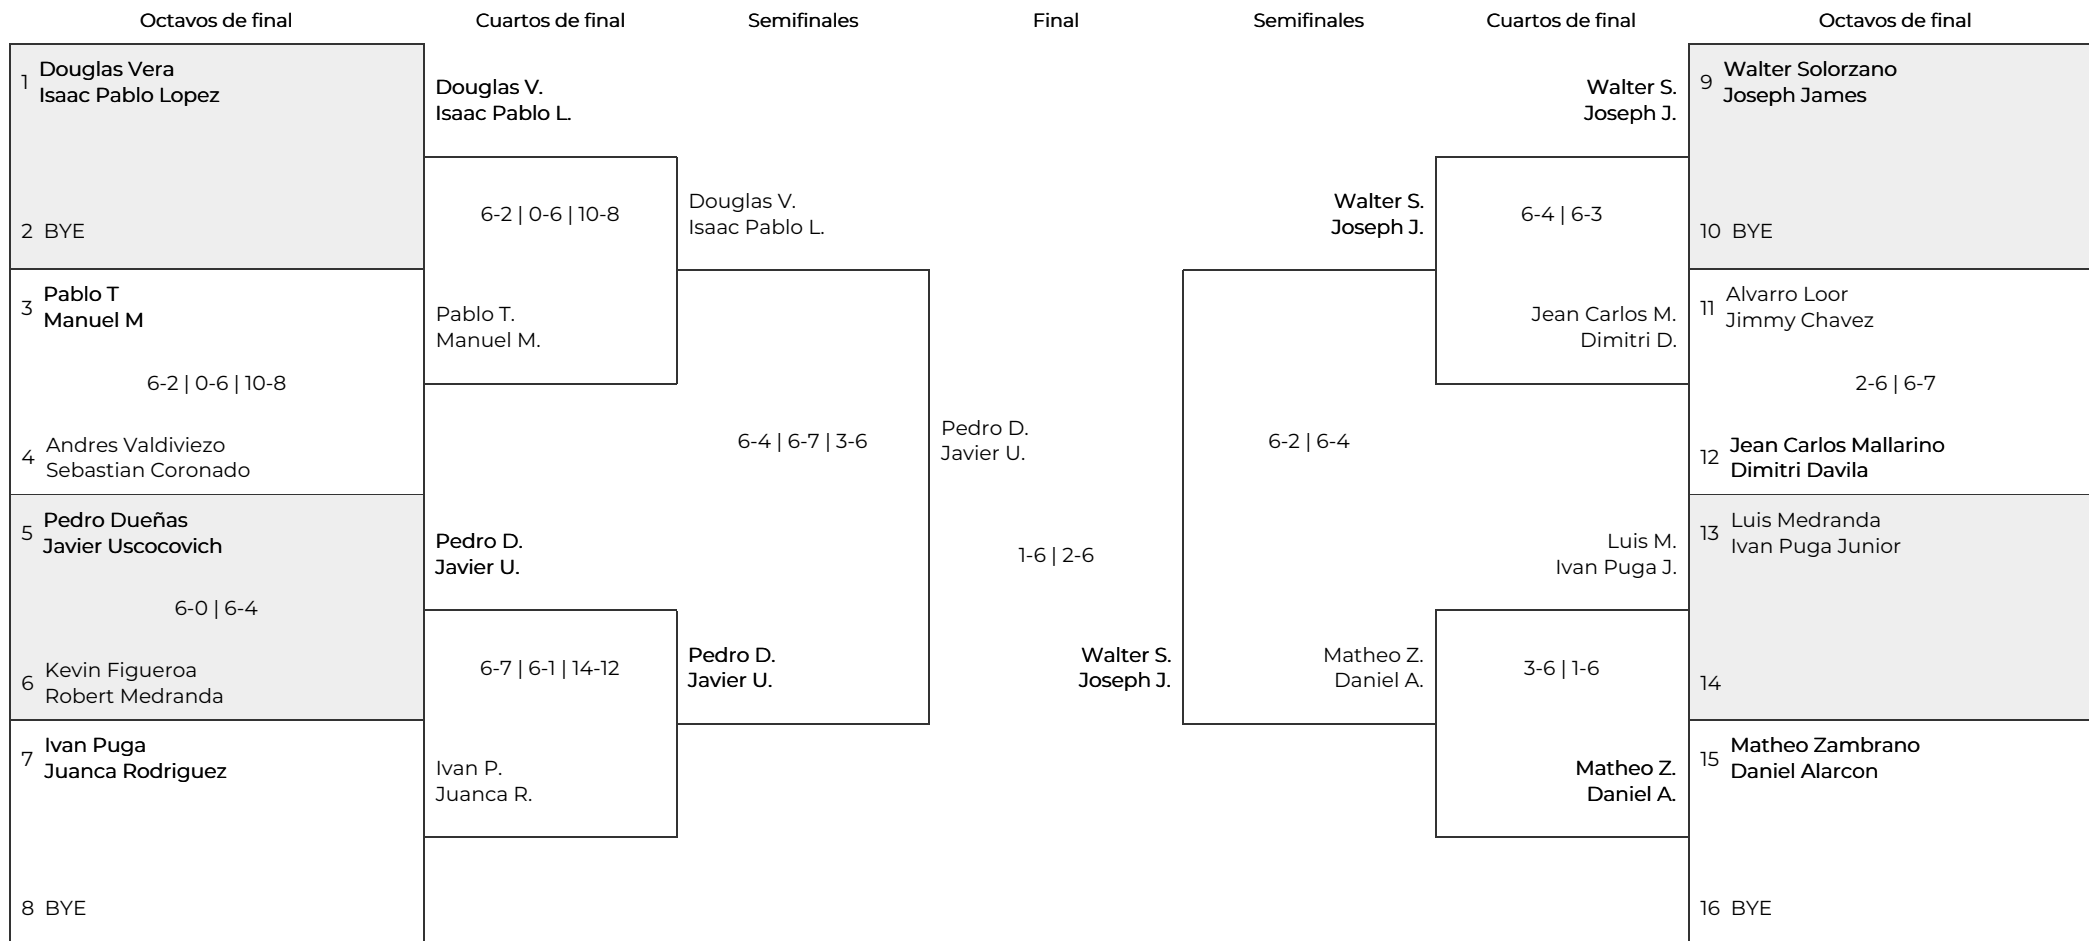 Octavos de final
Cuartos de final
Semifinales
Final
Semifinales
Cuartos de final
Octavos de final
1
Douglas Vera
Isaac Pablo Lopez
2 BYE
3
Pablo T
Manuel M
6-2 | 0-6 | 10-8
4
Andres Valdiviezo
Sebastian Coronado
5
Pedro Dueñas
Javier Uscocovich
6-0 | 6-4
6
Kevin Figueroa
Robert Medranda
7
Ivan Puga
Juanca Rodriguez
8 BYE
Douglas V.
Isaac Pablo L.
6-2 | 0-6 | 10-8
Pablo T.
Manuel M.
Pedro D.
Javier U.
6-7 | 6-1 | 14-12
Ivan P.
Juanca R.
Douglas V.
Isaac Pablo L.
6-4 | 6-7 | 3-6
Pedro D.
Javier U.
Pedro D.
Javier U.
1-6 | 2-6
Walter S.
Joseph J.
Walter S.
Joseph J.
6-2 | 6-4
Matheo Z.
Daniel A.
Walter S.
Joseph J.
6-4 | 6-3
Jean Carlos M.
Dimitri D.
Luis M.
Ivan Puga J.
3-6 | 1-6
Matheo Z.
Daniel A.
9
Walter Solorzano
Joseph James
10 BYE
11
Alvarro Loor
Jimmy Chavez
2-6 | 6-7
12
Jean Carlos Mallarino
Dimitri Davila
13
Luis Medranda
Ivan Puga Junior
14
15
Matheo Zambrano
Daniel Alarcon
16 BYE